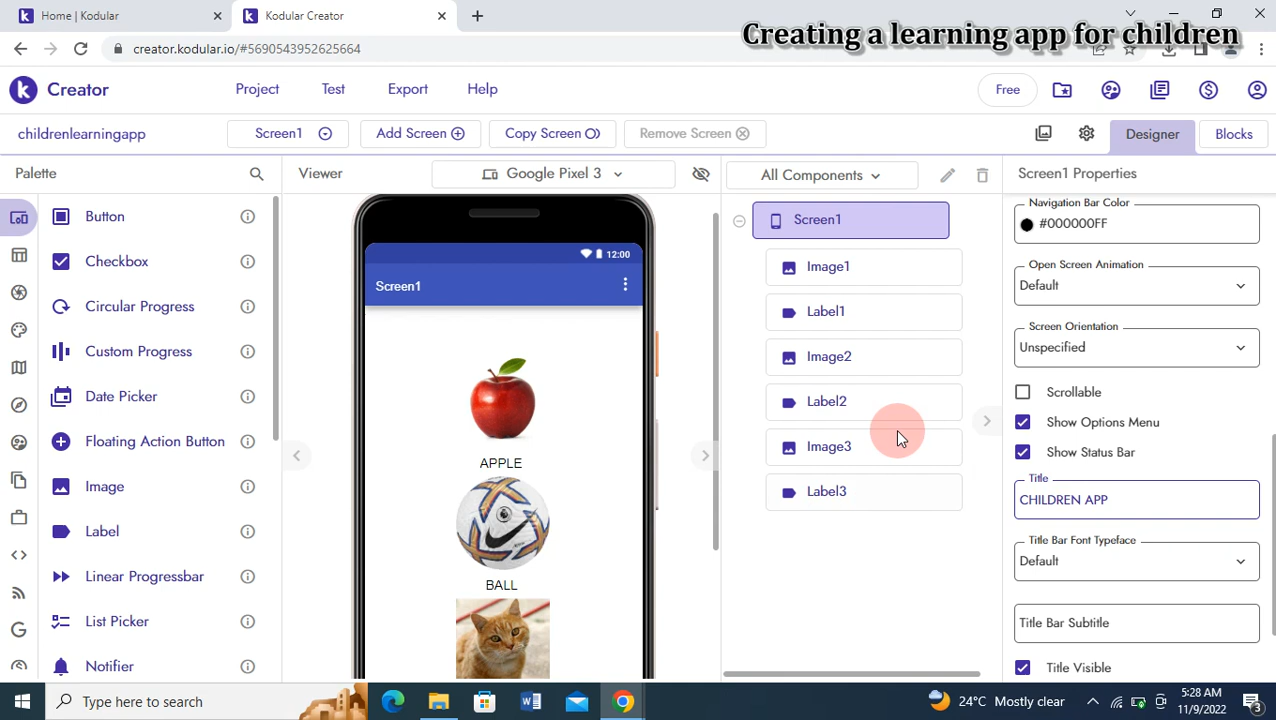 Home | Kodular
Kodular Creator
Creating a learning app for children
creator.kodular.io/#5690543952625664
Creator
Project
Test
Export
Help
Free
childrenlearningapp
Screen1
Add Screen
Copy Screen
Remove Screen
Designer
Blocks
Palette
Viewer
Google Pixel 3
All Components
Screen1 Properties
Button
Checkbox
Circular Progress
Custom Progress
Date Picker
Floating Action Button
Image
Label
Linear Progressbar
List Picker
Notifier
12:00
Screen1
APPLE
BALL
Screen1
Image1
Label1
Image2
Label2
Image3
Label3
Navigation Bar Color
#000000FF
Open Screen Animation
Default
Screen Orientation
Unspecified
Scrollable
Show Options Menu
Show Status Bar
Title
CHILDREN APP
Title Bar Font Typeface
Default
Title Bar Subtitle
Title Visible
Type here to search
24°C Mostly clear
5:28 AM
11/9/2022
3